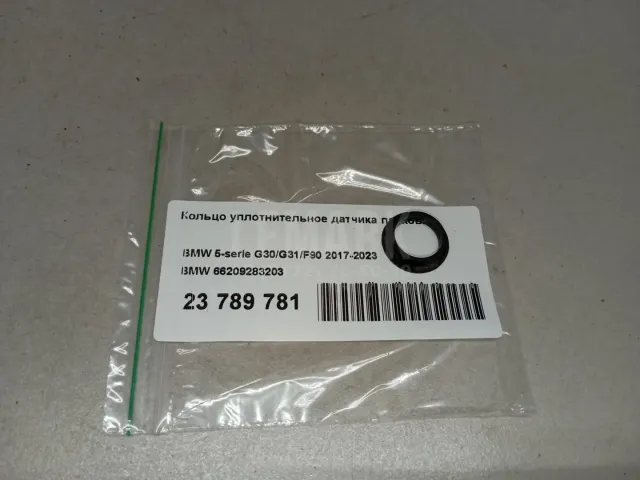 Кольцо уплотнительное датчика
BMW 5-serie G30/G31/F90 2017-2023
BMW 66209283203
23 789 781